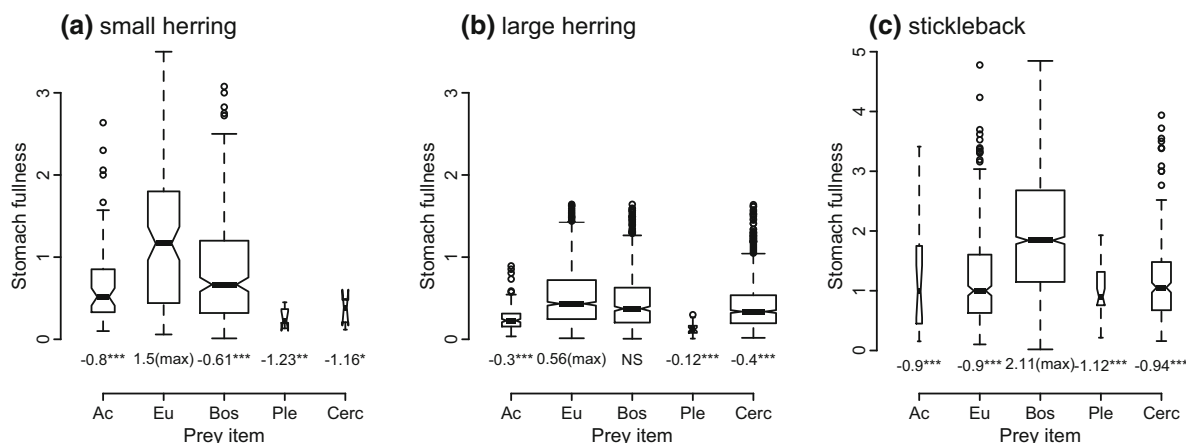 (a) small herring
Stomach fullness
3
2
1
0
-0.8*** 1.5(max) -0.61*** -1.23** -1.16*
Ac Eu Bos Ple Cerc
Prey item
(b) large herring
Stomach fullness
3
2
1
0
-0.3*** 0.56(max) NS -0.12*** -0.4***
Ac Eu Bos Ple Cerc
Prey item
(c) stickleback
Stomach fullness
5
4
3
2
1
0
-0.9*** -0.9*** 2.11(max) -1.12*** -0.94***
Ac Eu Bos Ple Cerc
Prey item